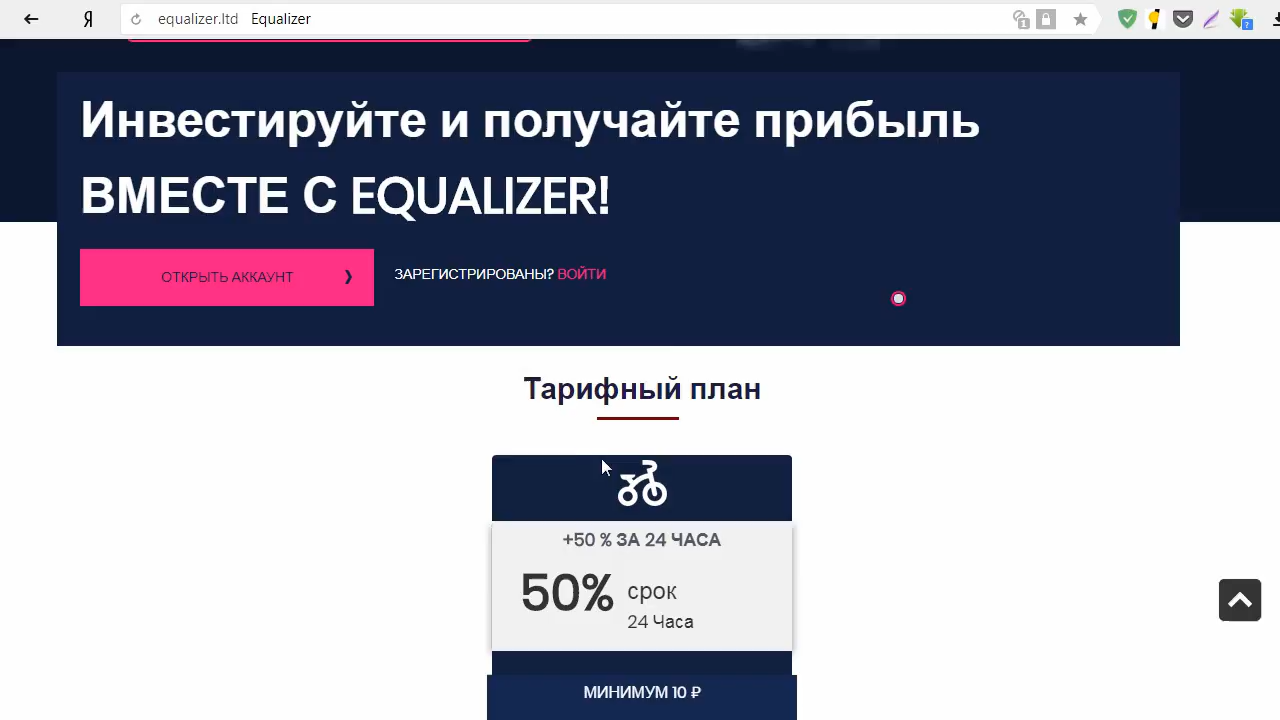 Я equalizer.ltd Equalizer
Инвестируйте и получайте прибыль
ВМЕСТЕ С EQUALIZER!
ОТКРЫТЬ АККАУНТ
ЗАРЕГИСТРИРОВАНЫ? ВОЙТИ
Тарифный план
+50 % ЗА 24 ЧАСА
50%
срок
24 Часа
МИНИМУМ 10 ₽